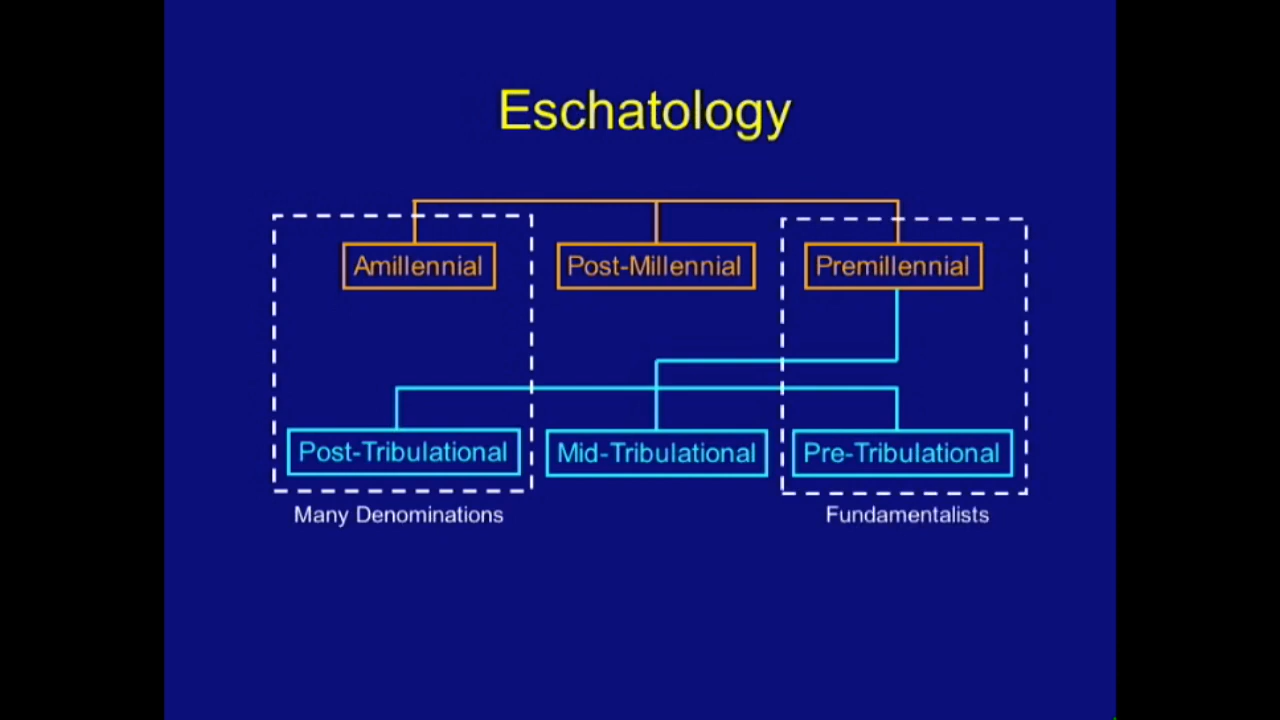 Eschatology
Amillennial
Post-Millennial
Premillennial
Post-Tribulational
Mid-Tribulational
Pre-Tribulational
Many Denominations
Fundamentalists